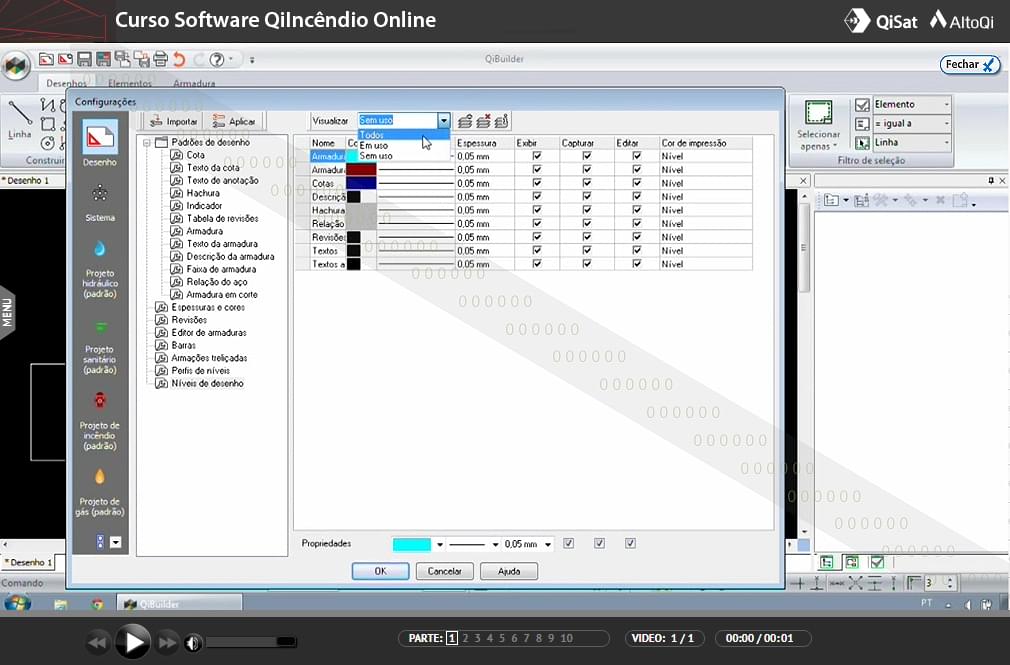 Curso Software QiIncêndio Online
QiSat AltoQi
QiBuilder
Fechar
Desenhos Elementos Armadura
Linha
Construir
Selecionar
apenas
Elemento
= igual a
Linha
Filtro de seleção
* Desenho 1
Configurações
Desenho
Sistema
Projeto
hidráulico
(padrão)
Projeto
sanitário
(padrão)
Projeto de
incêndio
(padrão)
Projeto de
gás (padrão)
Importar Aplicar
Padrões de desenho
Cota
Texto da cota
Texto de anotação
Hachura
Indicador
Tabela de revisões
Armadura
Texto da armadura
Descrição da armadura
Faixa de armadura
Relação do aço
Armadura em corte
Espessuras e cores
Revisões
Editor de armaduras
Barras
Armações treliçadas
Perfis de níveis
Níveis de desenho
Visualizar Sem uso
Todos
Em uso
Sem uso
Nome Co Espessura Exibir Capturar Editar Cor de impressão
Armadur 0,05 mm Nível
Armadur 0,05 mm Nível
Cotas 0,05 mm Nível
Descriçã 0,05 mm Nível
Hachura 0,05 mm Nível
Relação 0,05 mm Nível
Revisões 0,05 mm Nível
Textos 0,05 mm Nível
Textos a 0,05 mm Nível
Propriedades 0,05 mm
OK Cancelar Ajuda
* Desenho 1
Comando
3
QiBuilder
PT
MENU
PARTE: 1 2 3 4 5 6 7 8 9 10
VIDEO: 1 / 1
00:00 / 00:01